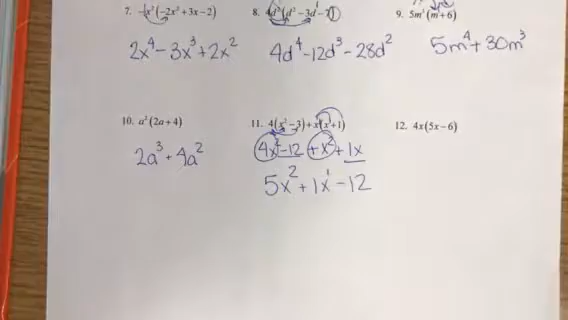 7. -x²(-2x²+3x-2) 8. 4d²(d²-3d-7) 9. 5m³(m+6)
2x⁴-3x³+2x² 4d⁴-12d³-28d² 5m⁴+30m³
10. a²(2a+4) 11. 4(x²-3)+x(x+1) 12. 4x(5x-6)
2a³+4a² 4x²-12+x²+1x
5x²+1x¹-12